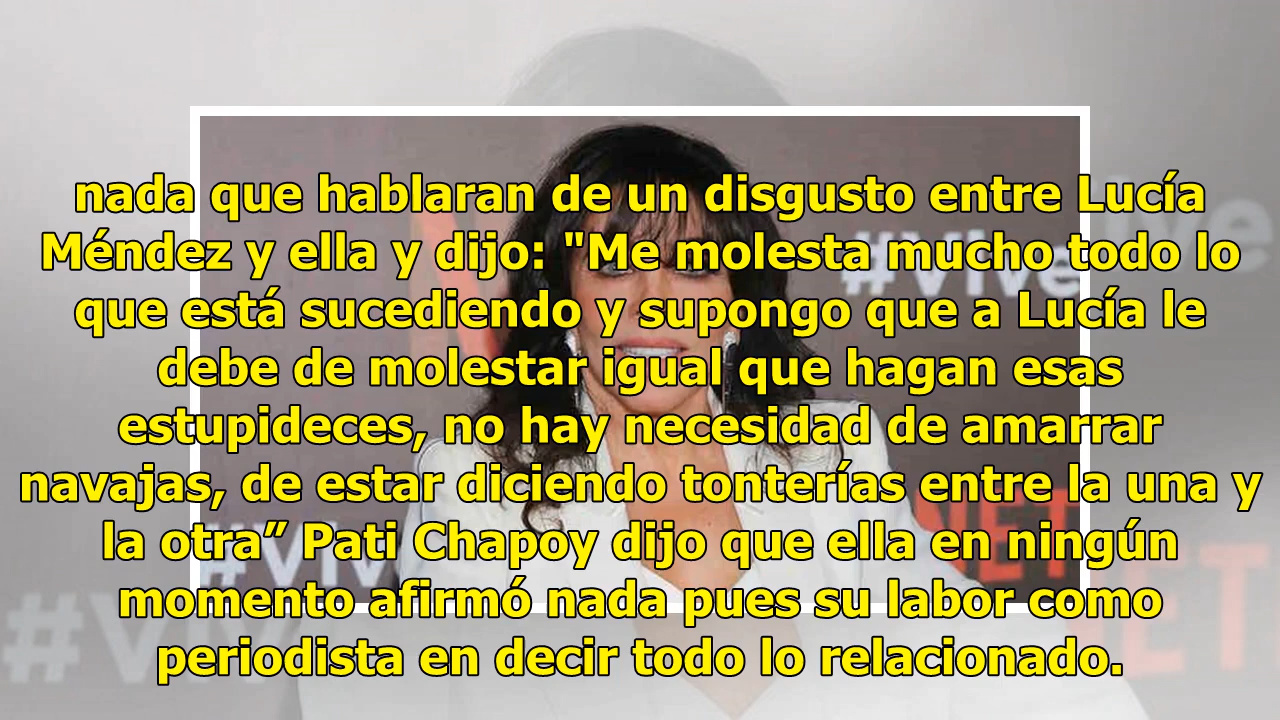 nada que hablaran de un disgusto entre Lucía
Méndez y ella y dijo: "Me molesta mucho todo lo
que está sucediendo y supongo que a Lucía le
debe de molestar igual que hagan esas
estupideces, no hay necesidad de amarrar
navajas, de estar diciendo tonterías entre la una y
la otra” Pati Chapoy dijo que ella en ningún
momento afirmó nada pues su labor como
periodista en decir todo lo relacionado.